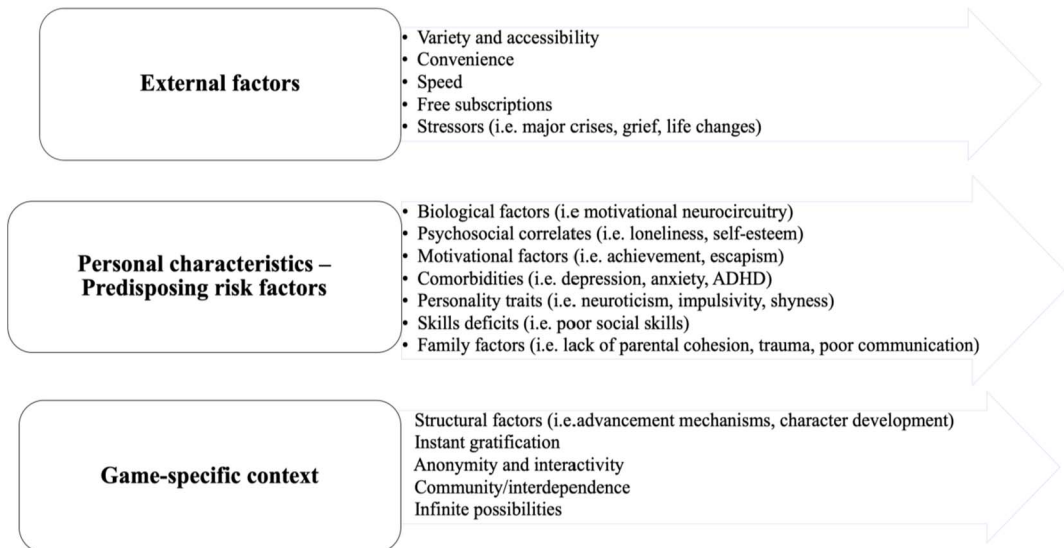 External factors
• Variety and accessibility
• Convenience
• Speed
• Free subscriptions
• Stressors (i.e. major crises, grief, life changes)
Personal characteristics –
Predisposing risk factors
• Biological factors (i.e motivational neurocircuitry)
• Psychosocial correlates (i.e. loneliness, self-esteem)
• Motivational factors (i.e. achievement, escapism)
• Comorbidities (i.e. depression, anxiety, ADHD)
• Personality traits (i.e. neuroticism, impulsivity, shyness)
• Skills deficits (i.e. poor social skills)
• Family factors (i.e. lack of parental cohesion, trauma, poor communication)
Game-specific context
Structural factors (i.e.advancement mechanisms, character development)
Instant gratification
Anonymity and interactivity
Community/interdependence
Infinite possibilities